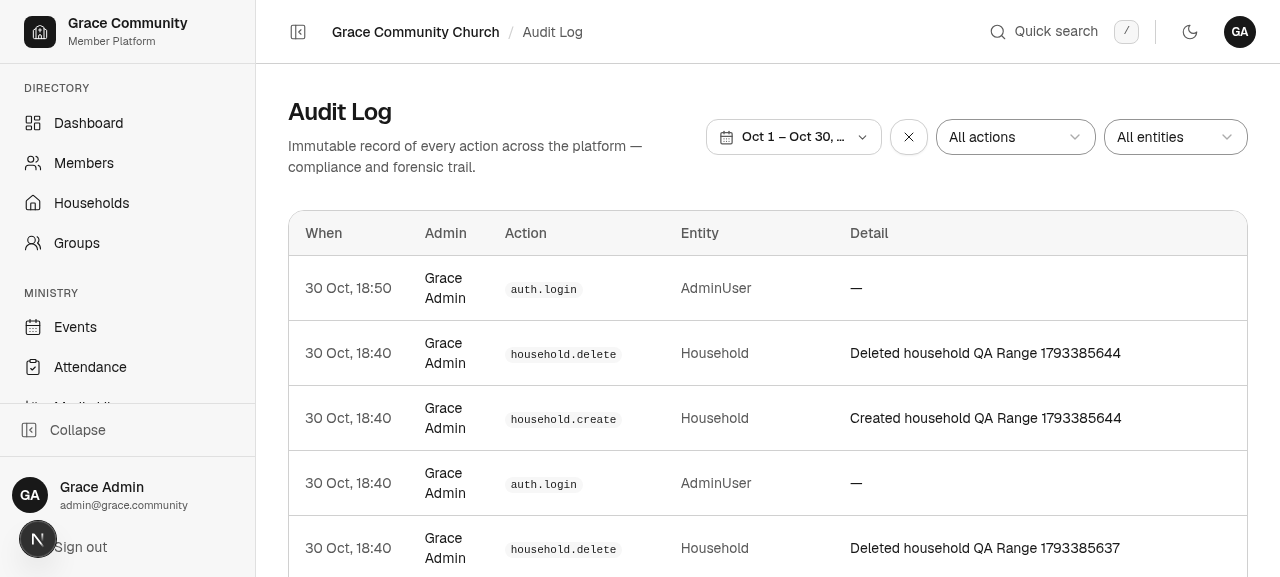 Grace Community
Member Platform
DIRECTORY
Dashboard
Members
Households
Groups
MINISTRY
Events
Attendance
Collapse
GA
Grace Admin
admin@grace.community
N
Sign out
Grace Community Church / Audit Log
Quick search /
GA
Audit Log
Immutable record of every action across the platform —
compliance and forensic trail.
Oct 1 – Oct 30, ...
All actions
All entities
When Admin Action Entity Detail
30 Oct, 18:50 Grace Admin auth.login AdminUser —
30 Oct, 18:40 Grace Admin household.delete Household Deleted household QA Range 1793385644
30 Oct, 18:40 Grace Admin household.create Household Created household QA Range 1793385644
30 Oct, 18:40 Grace Admin auth.login AdminUser —
30 Oct, 18:40 Grace Admin household.delete Household Deleted household QA Range 1793385637